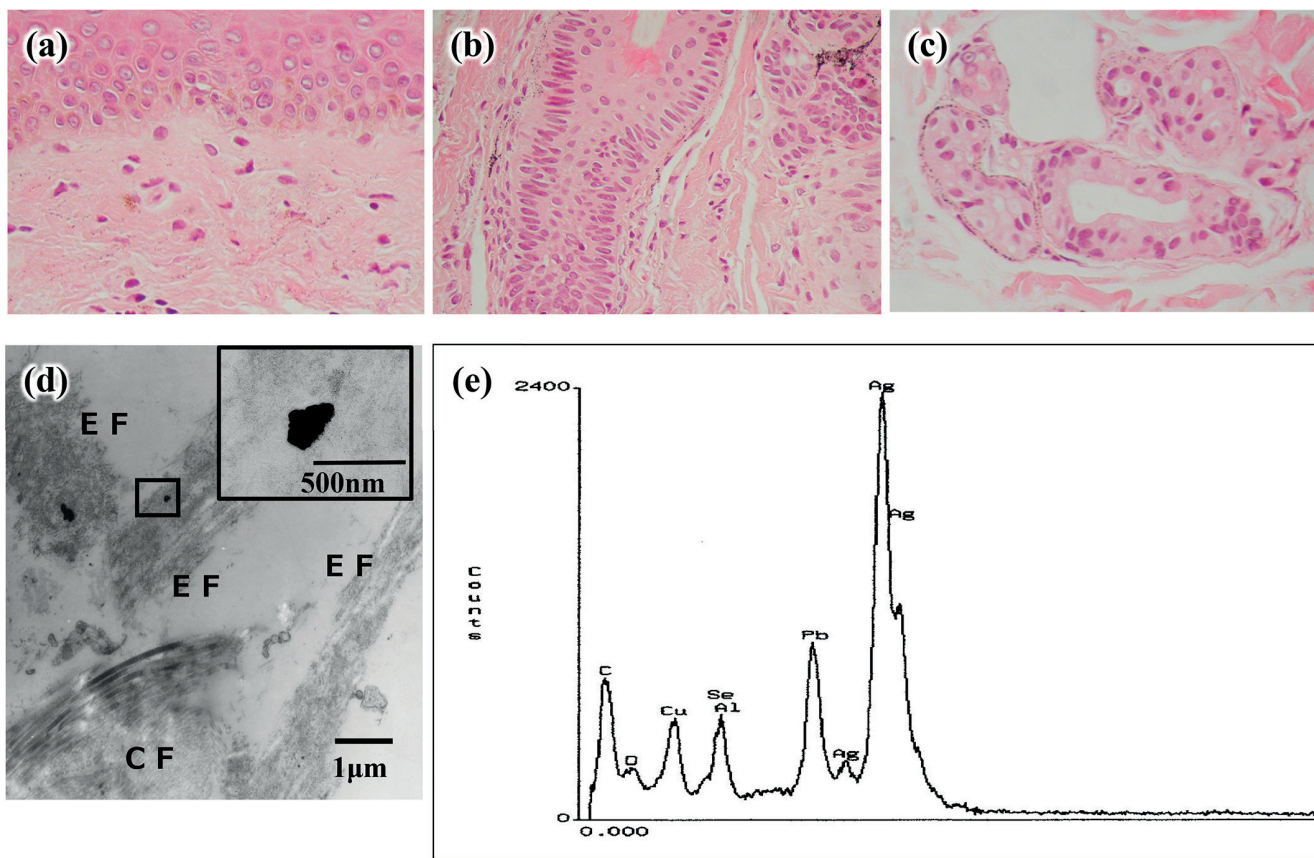 (a)
(b)
(c)
(d)
E F
500nm
E F
E F
C F
1μm
(e)
2400
Counts
0
0.000
C
O
Cu
Se
Al
Pb
Ag
Ag
Ag